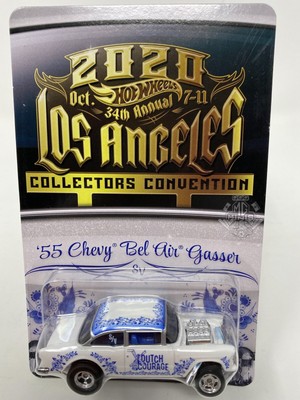 2020
Oct. Hot Wheels 7-11
34th Annual
Los Angeles
COLLECTORS CONVENTION
'55 Chevy® Bel Air® Gasser
DUTCH
COURAGE